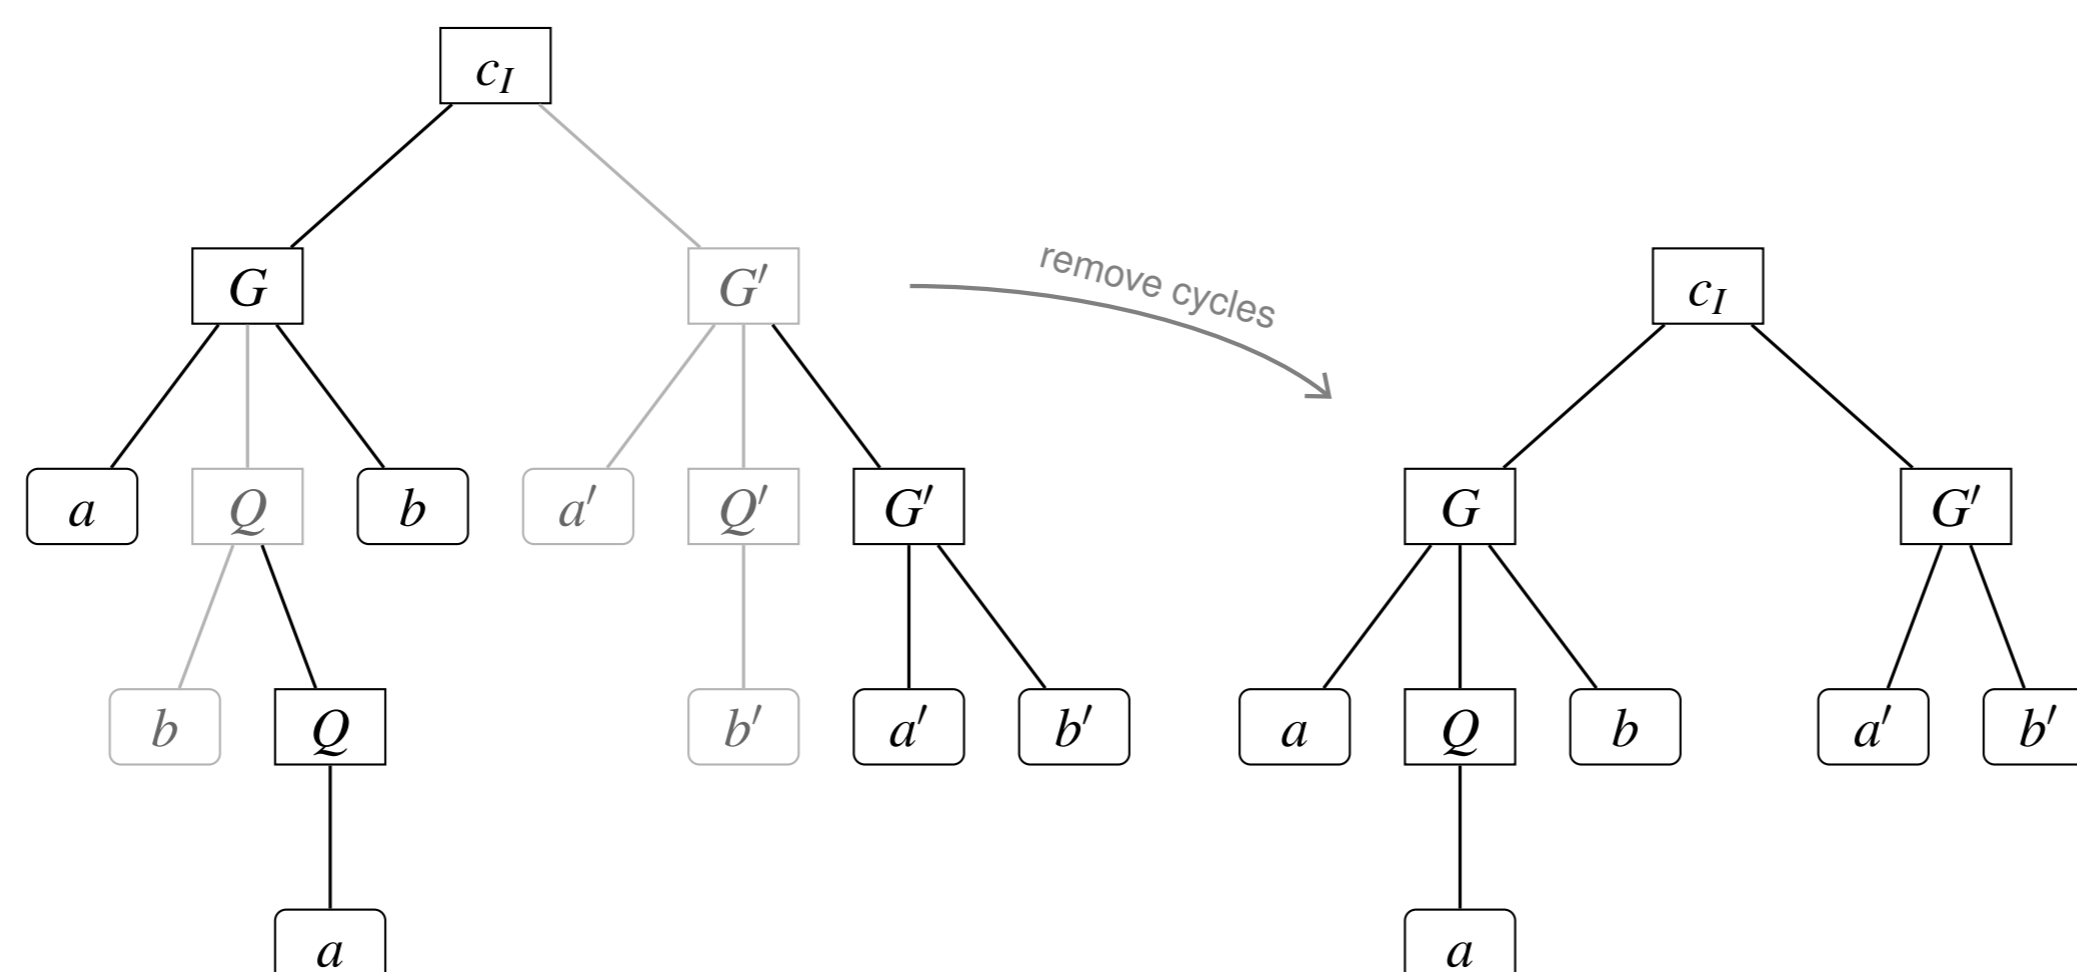 c_I
G G′
remove cycles
c_I
a Q b a′ Q′ G′
G G′
b Q b′ a′ b′
a Q b a′ b′
a
a